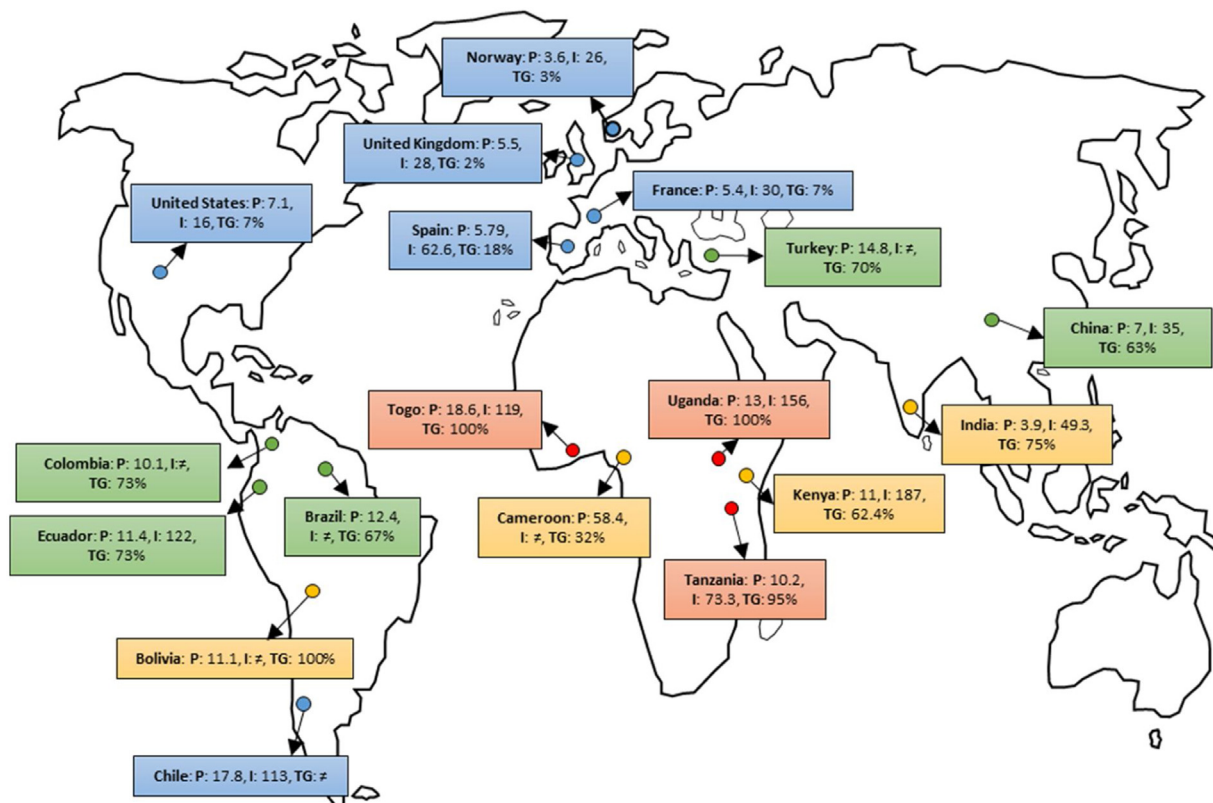 Norway: P: 3.6, I: 26,
TG: 3%
United Kingdom: P: 5.5,
I: 28, TG: 2%
United States: P: 7.1,
I: 16, TG: 7%
France: P: 5.4, I: 30, TG: 7%
Spain: P: 5.79,
I: 62.6, TG: 18%
Turkey: P: 14.8, I: ≠,
TG: 70%
China: P: 7, I: 35,
TG: 63%
Togo: P: 18.6, I: 119,
TG: 100%
Uganda: P: 13, I: 156,
TG: 100%
India: P: 3.9, I: 49.3,
TG: 75%
Colombia: P: 10.1, I:≠,
TG: 73%
Ecuador: P: 11.4, I: 122,
TG: 73%
Brazil: P: 12.4,
I: ≠, TG: 67%
Cameroon: P: 58.4,
I: ≠, TG: 32%
Kenya: P: 11, I: 187,
TG: 62.4%
Tanzania: P: 10.2,
I: 73.3, TG: 95%
Bolivia: P: 11.1, I: ≠, TG: 100%
Chile: P: 17.8, I: 113, TG: ≠